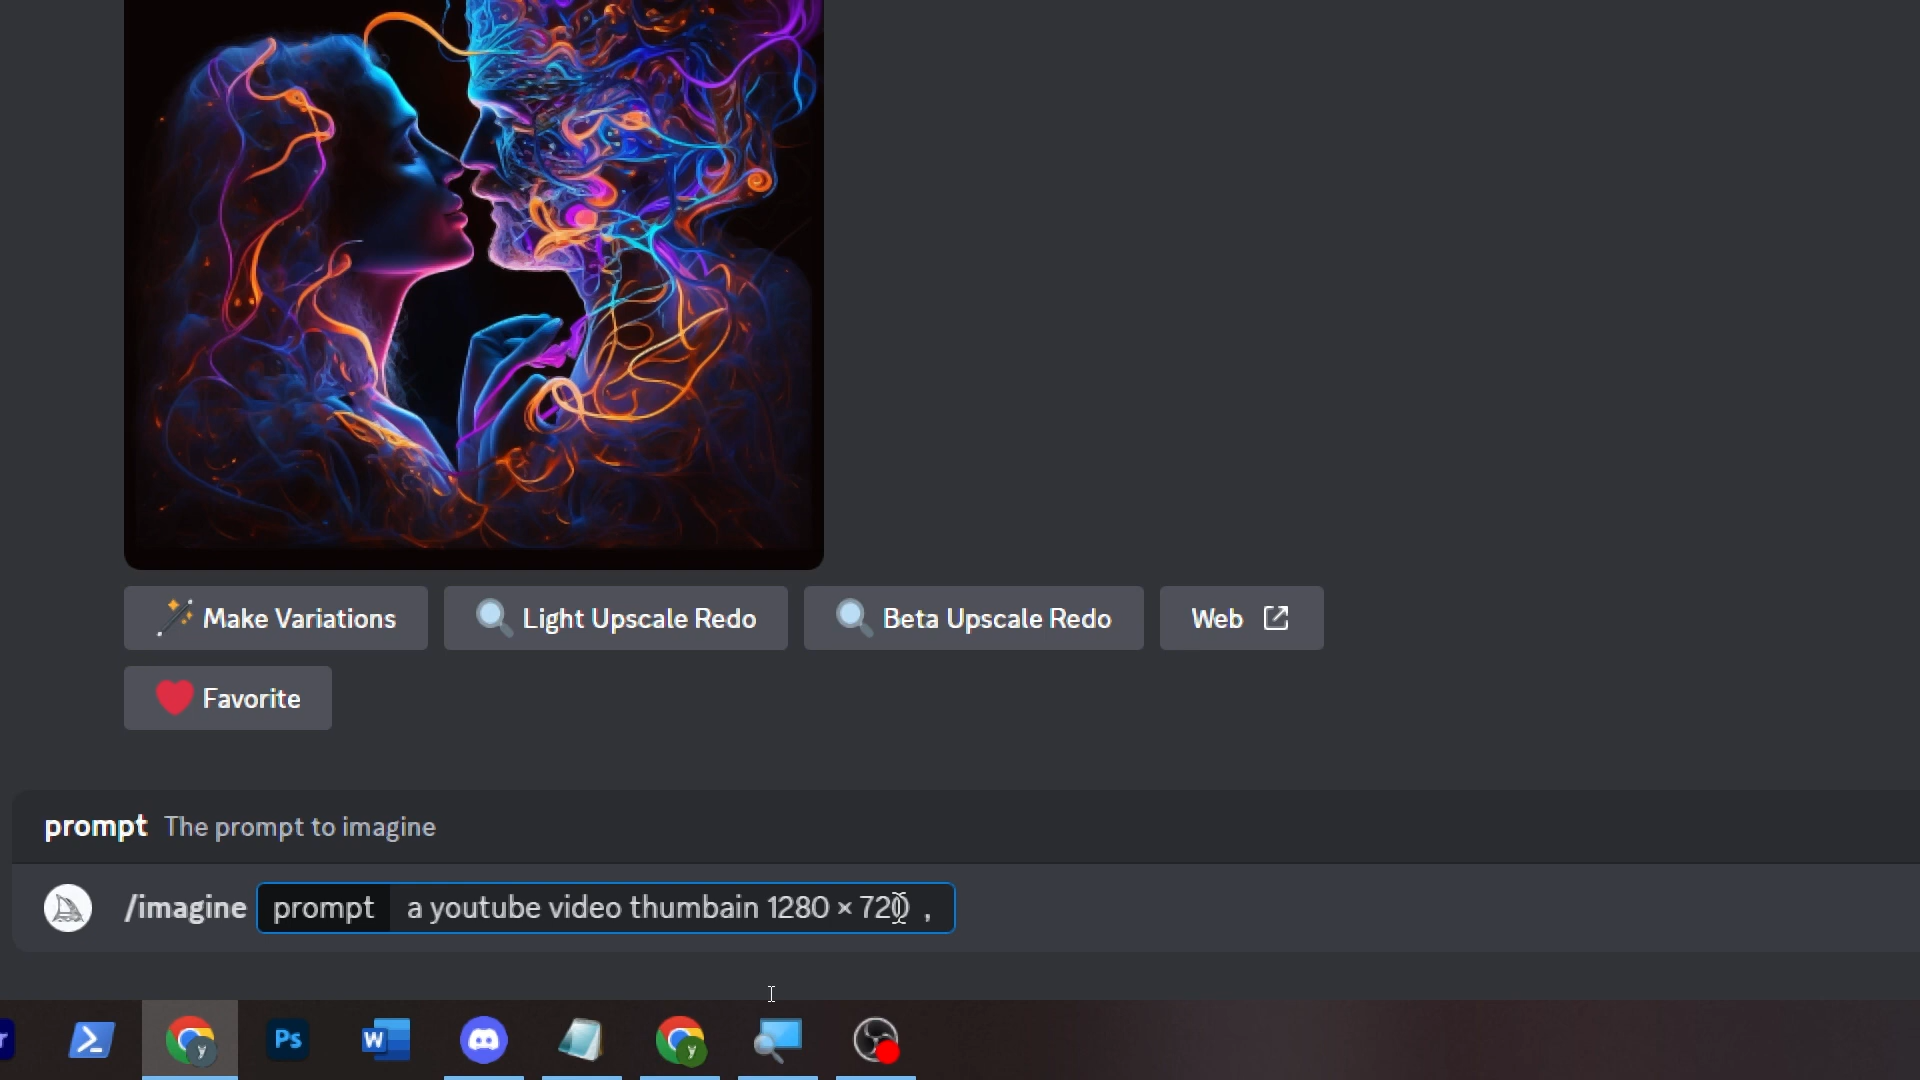 Make Variations
Light Upscale Redo
Beta Upscale Redo
Web
Favorite
prompt The prompt to imagine
/imagine prompt a youtube video thumbain 1280 × 720 ,
r
y
Ps
W
y